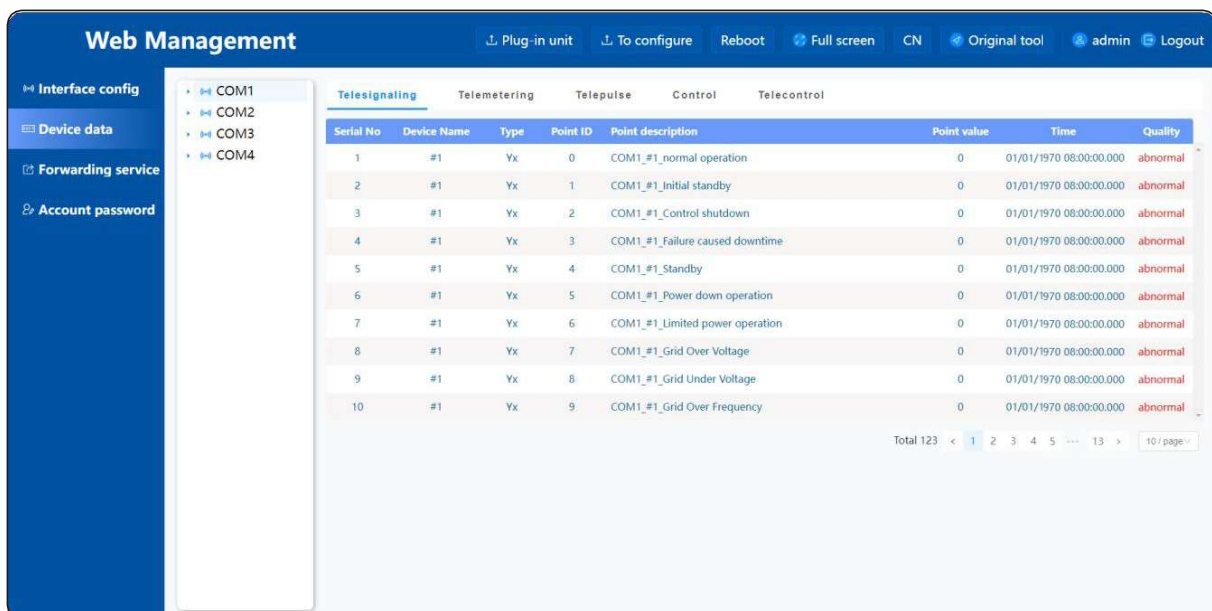 Web Management
Plug-in unit To configure Reboot Full screen CN Original tool admin Logout
Interface config
Device data
Forwarding service
Account password
COM1
COM2
COM3
COM4
Telesignaling Telemetering Telepulse Control Telecontrol
Serial No Device Name Type Point ID Point description Point value Time Quality
1 #1 Yx 0 COM1_#1_normal operation 0 01/01/1970 08:00:00.000 abnormal
2 #1 Yx 1 COM1_#1_Initial standby 0 01/01/1970 08:00:00.000 abnormal
3 #1 Yx 2 COM1_#1_Control shutdown 0 01/01/1970 08:00:00.000 abnormal
4 #1 Yx 3 COM1_#1_Failure caused downtime 0 01/01/1970 08:00:00.000 abnormal
5 #1 Yx 4 COM1_#1_Standby 0 01/01/1970 08:00:00.000 abnormal
6 #1 Yx 5 COM1_#1_Power down operation 0 01/01/1970 08:00:00.000 abnormal
7 #1 Yx 6 COM1_#1_Limited power operation 0 01/01/1970 08:00:00.000 abnormal
8 #1 Yx 7 COM1_#1_Grid Over Voltage 0 01/01/1970 08:00:00.000 abnormal
9 #1 Yx 8 COM1_#1_Grid Under Voltage 0 01/01/1970 08:00:00.000 abnormal
10 #1 Yx 9 COM1_#1_Grid Over Frequency 0 01/01/1970 08:00:00.000 abnormal
Total 123 < 1 2 3 4 5 ··· 13 > 10 / page